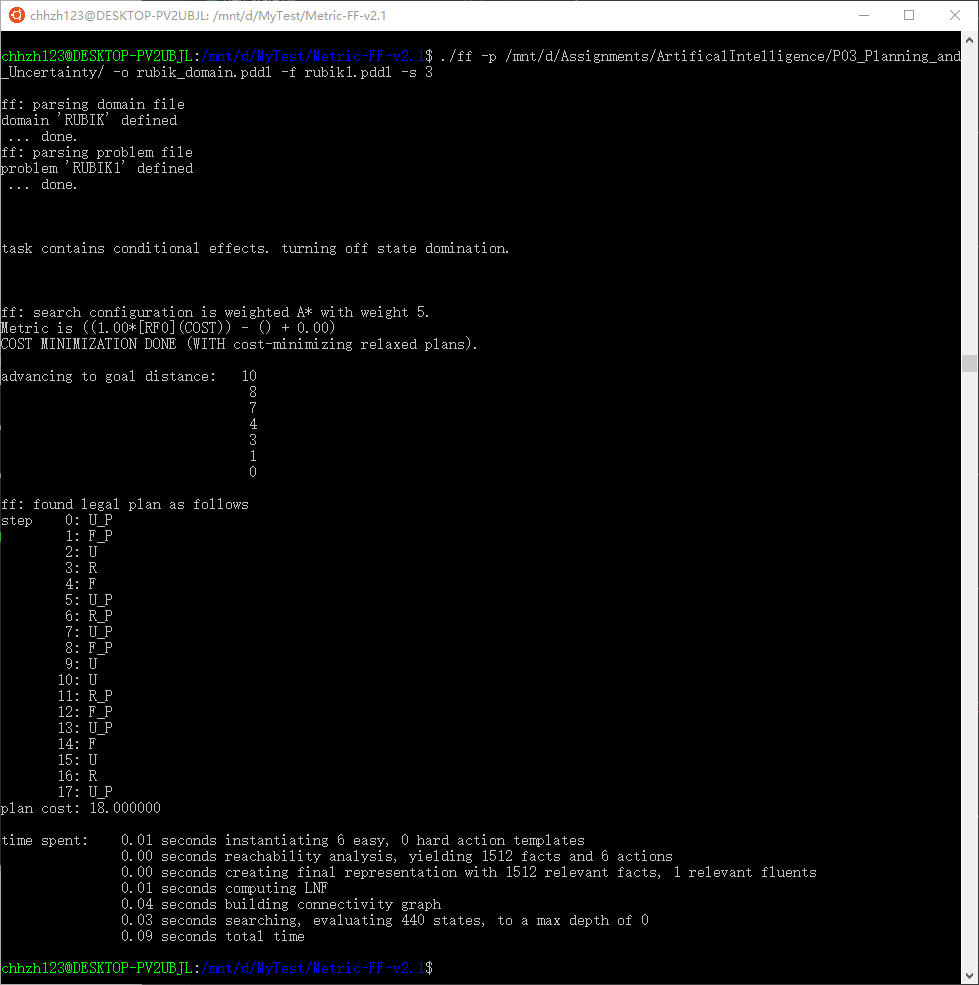 chhzh123@DESKTOP-PV2UBJL: /mnt/d/MyTest/Metric-FF-v2.1
chhzh123@DESKTOP-PV2UBJL:/mnt/d/MyTest/Metric-FF-v2.1$ ./ff -p /mnt/d/Assignments/ArtificalIntelligence/P03_Planning_and
_Uncertainty/ -o rubik_domain.pddl -f rubik1.pddl -s 3
ff: parsing domain file
domain 'RUBIK' defined
... done.
ff: parsing problem file
problem 'RUBIK1' defined
... done.
task contains conditional effects. turning off state domination.
ff: search configuration is weighted A* with weight 5.
Metric is ((1.00*[RF0](COST)) - () + 0.00)
COST MINIMIZATION DONE (WITH cost-minimizing relaxed plans).
advancing to goal distance:   10
8
7
4
3
1
0
ff: found legal plan as follows
step    0: U_P
1: F_P
2: U
3: R
4: F
5: U_P
6: R_P
7: U_P
8: F_P
9: U
10: U
11: R_P
12: F_P
13: U_P
14: F
15: U
16: R
17: U_P
plan cost: 18.000000
time spent:    0.01 seconds instantiating 6 easy, 0 hard action templates
0.00 seconds reachability analysis, yielding 1512 facts and 6 actions
0.00 seconds creating final representation with 1512 relevant facts, 1 relevant fluents
0.01 seconds computing LNF
0.04 seconds building connectivity graph
0.03 seconds searching, evaluating 440 states, to a max depth of 0
0.09 seconds total time
chhzh123@DESKTOP-PV2UBJL:/mnt/d/MyTest/Metric-FF-v2.1$